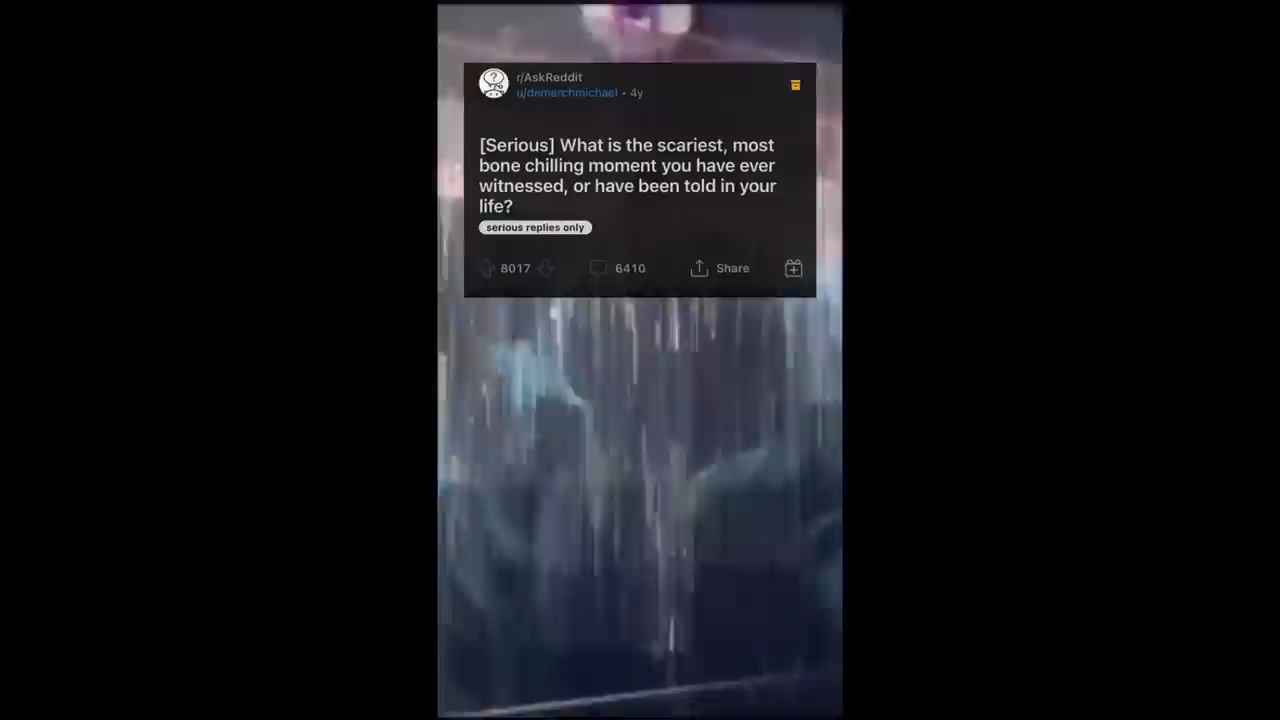 r/AskReddit
u/demarchmichael • 4y
[Serious] What is the scariest, most
bone chilling moment you have ever
witnessed, or have been told in your
life?
serious replies only
8017 6410 Share